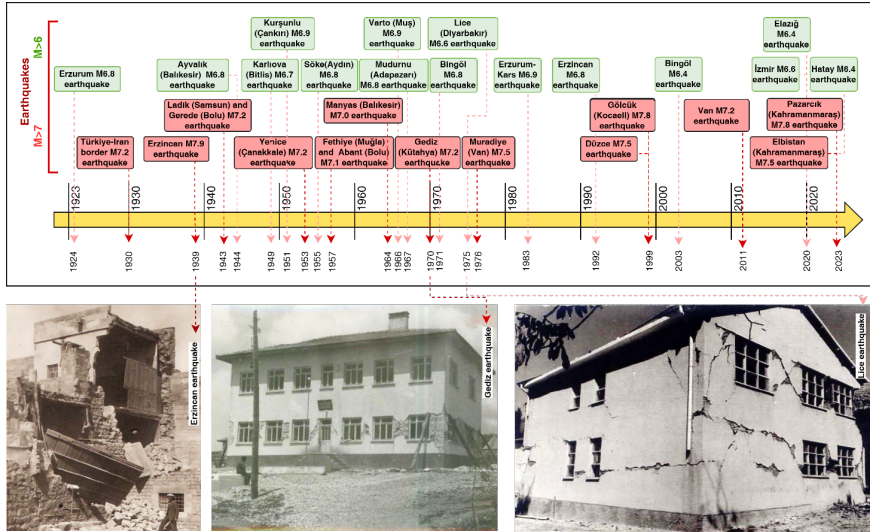 Earthquakes
M>6
M>7
Erzurum M6.8
earthquake
Ayvalık
(Balıkesir) M6.8
earthquake
Kurşunlu
(Çankırı) M6.9
earthquake
Karlıova
(Bitlis) M6.7
earthquake
Söke(Aydın)
M6.8
earthquake
Varto (Muş)
M6.9
earthquake
Mudurnu
(Adapazarı)
M6.8 earthquake
Lice
(Diyarbakır)
M6.6 earthquake
Bingöl
M6.8
earthquake
Erzurum-
Kars M6.9
earthquake
Erzincan
M6.8
earthquake
Bingöl
M6.4
earthquake
Elazığ
M6.4
earthquake
İzmir M6.6
earthquake
Hatay M6.4
earthquake
Türkiye-Iran
border M7.2
earthquake
Erzincan M7.9
earthquake
Ladik (Samsun) and
Gerede (Bolu) M7.2
earthquake
Yenice
(Çanakkale) M7.2
earthquake
Fethiye (Muğla)
and Abant (Bolu)
M7.1 earthquake
Manyas (Balıkesir)
M7.0 earthquake
Gediz
(Kütahya) M7.2
earthquake
Muradiye
(Van) M7.5
earthquake
Gölcük
(Kocaeli) M7.8
earthquake
Düzce M7.5
earthquake
Van M7.2
earthquake
Pazarcık
(Kahramanmaraş)
M7.8 earthquake
Elbistan
(Kahramanmaraş)
M7.5 earthquake
1923
1930
1940
1950
1960
1970
1980
1990
2000
2010
2020
1924
1930
1939
1943
1944
1949
1951
1953
1955
1957
1964
1966
1967
1970
1971
1975
1976
1983
1992
1999
2003
2011
2020
2023
Erzincan earthquake
Gediz earthquake
Lice earthquake